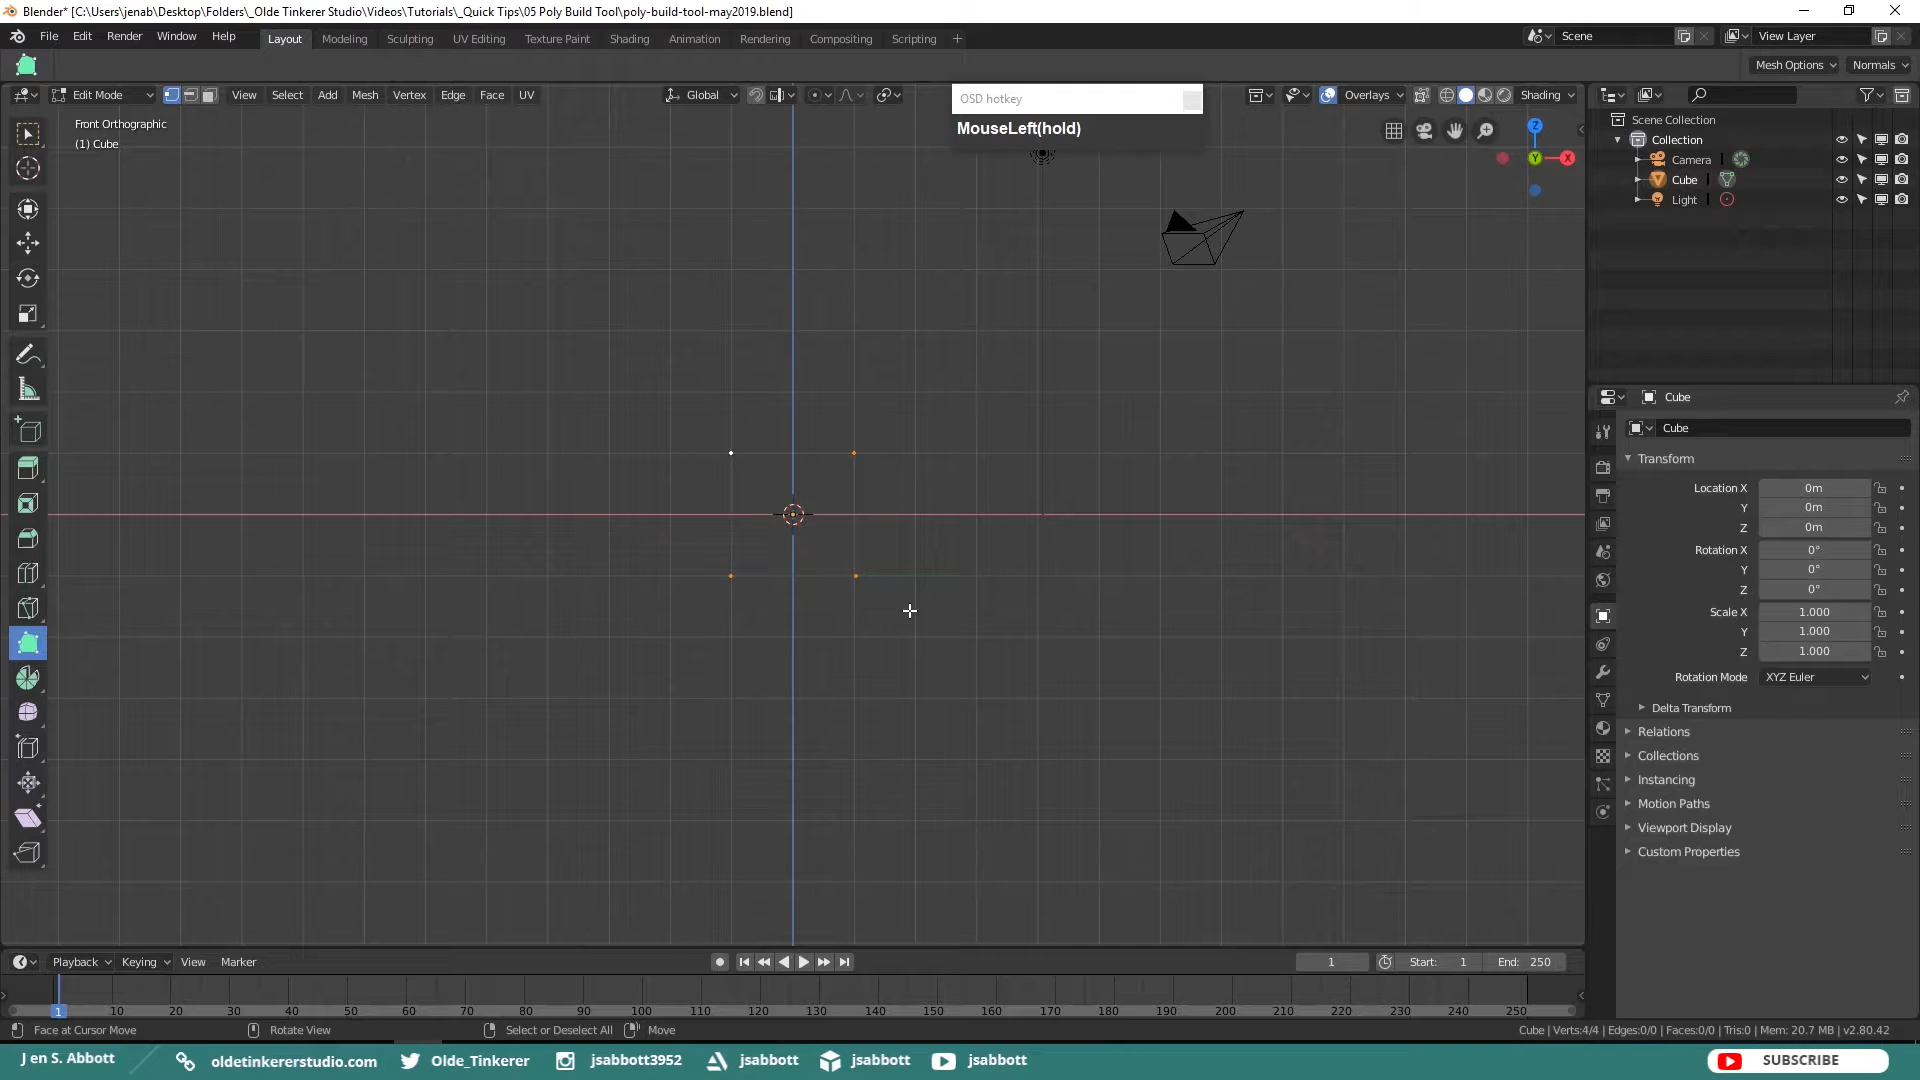 Blender* [C:\Users\jenab\Desktop\Folders\_Olde Tinkerer Studio\Videos\Tutorials\_Quick Tips\05 Poly Build Tool\poly-build-tool-may2019.blend]
File Edit Render Window Help Layout Modeling Sculpting UV Editing Texture Paint Shading Animation Rendering Compositing Scripting Scene View Layer
Mesh Options Normals
Edit Mode View Select Add Mesh Vertex Edge Face UV Global OSD hotkey Overlays Shading
Front Orthographic
(1) Cube
MouseLeft(hold)
Z
Y
X
Scene Collection
Collection
Camera
Cube
Light
Cube
Cube
Transform
Location X 0m
Y 0m
Z 0m
Rotation X 0°
Y 0°
Z 0°
Scale X 1.000
Y 1.000
Z 1.000
Rotation Mode XYZ Euler
Delta Transform
Relations
Collections
Instancing
Motion Paths
Viewport Display
Custom Properties
Playback Keying View Marker 1 Start: 1 End: 250
1 10 20 30 40 50 60 70 80 90 100 110 120 130 140 150 160 170 180 190 200 210 220 230 240 250
Face at Cursor Move Rotate View Select or Deselect All Move Cube | Verts:4/4 | Edges:0/0 | Faces:0/0 | Tris:0 | Mem: 20.7 MB | v2.80.42
Jen S. Abbott oldetinkererstudio.com Olde_Tinkerer jsabbott3952 jsabbott jsabbott jsabbott SUBSCRIBE